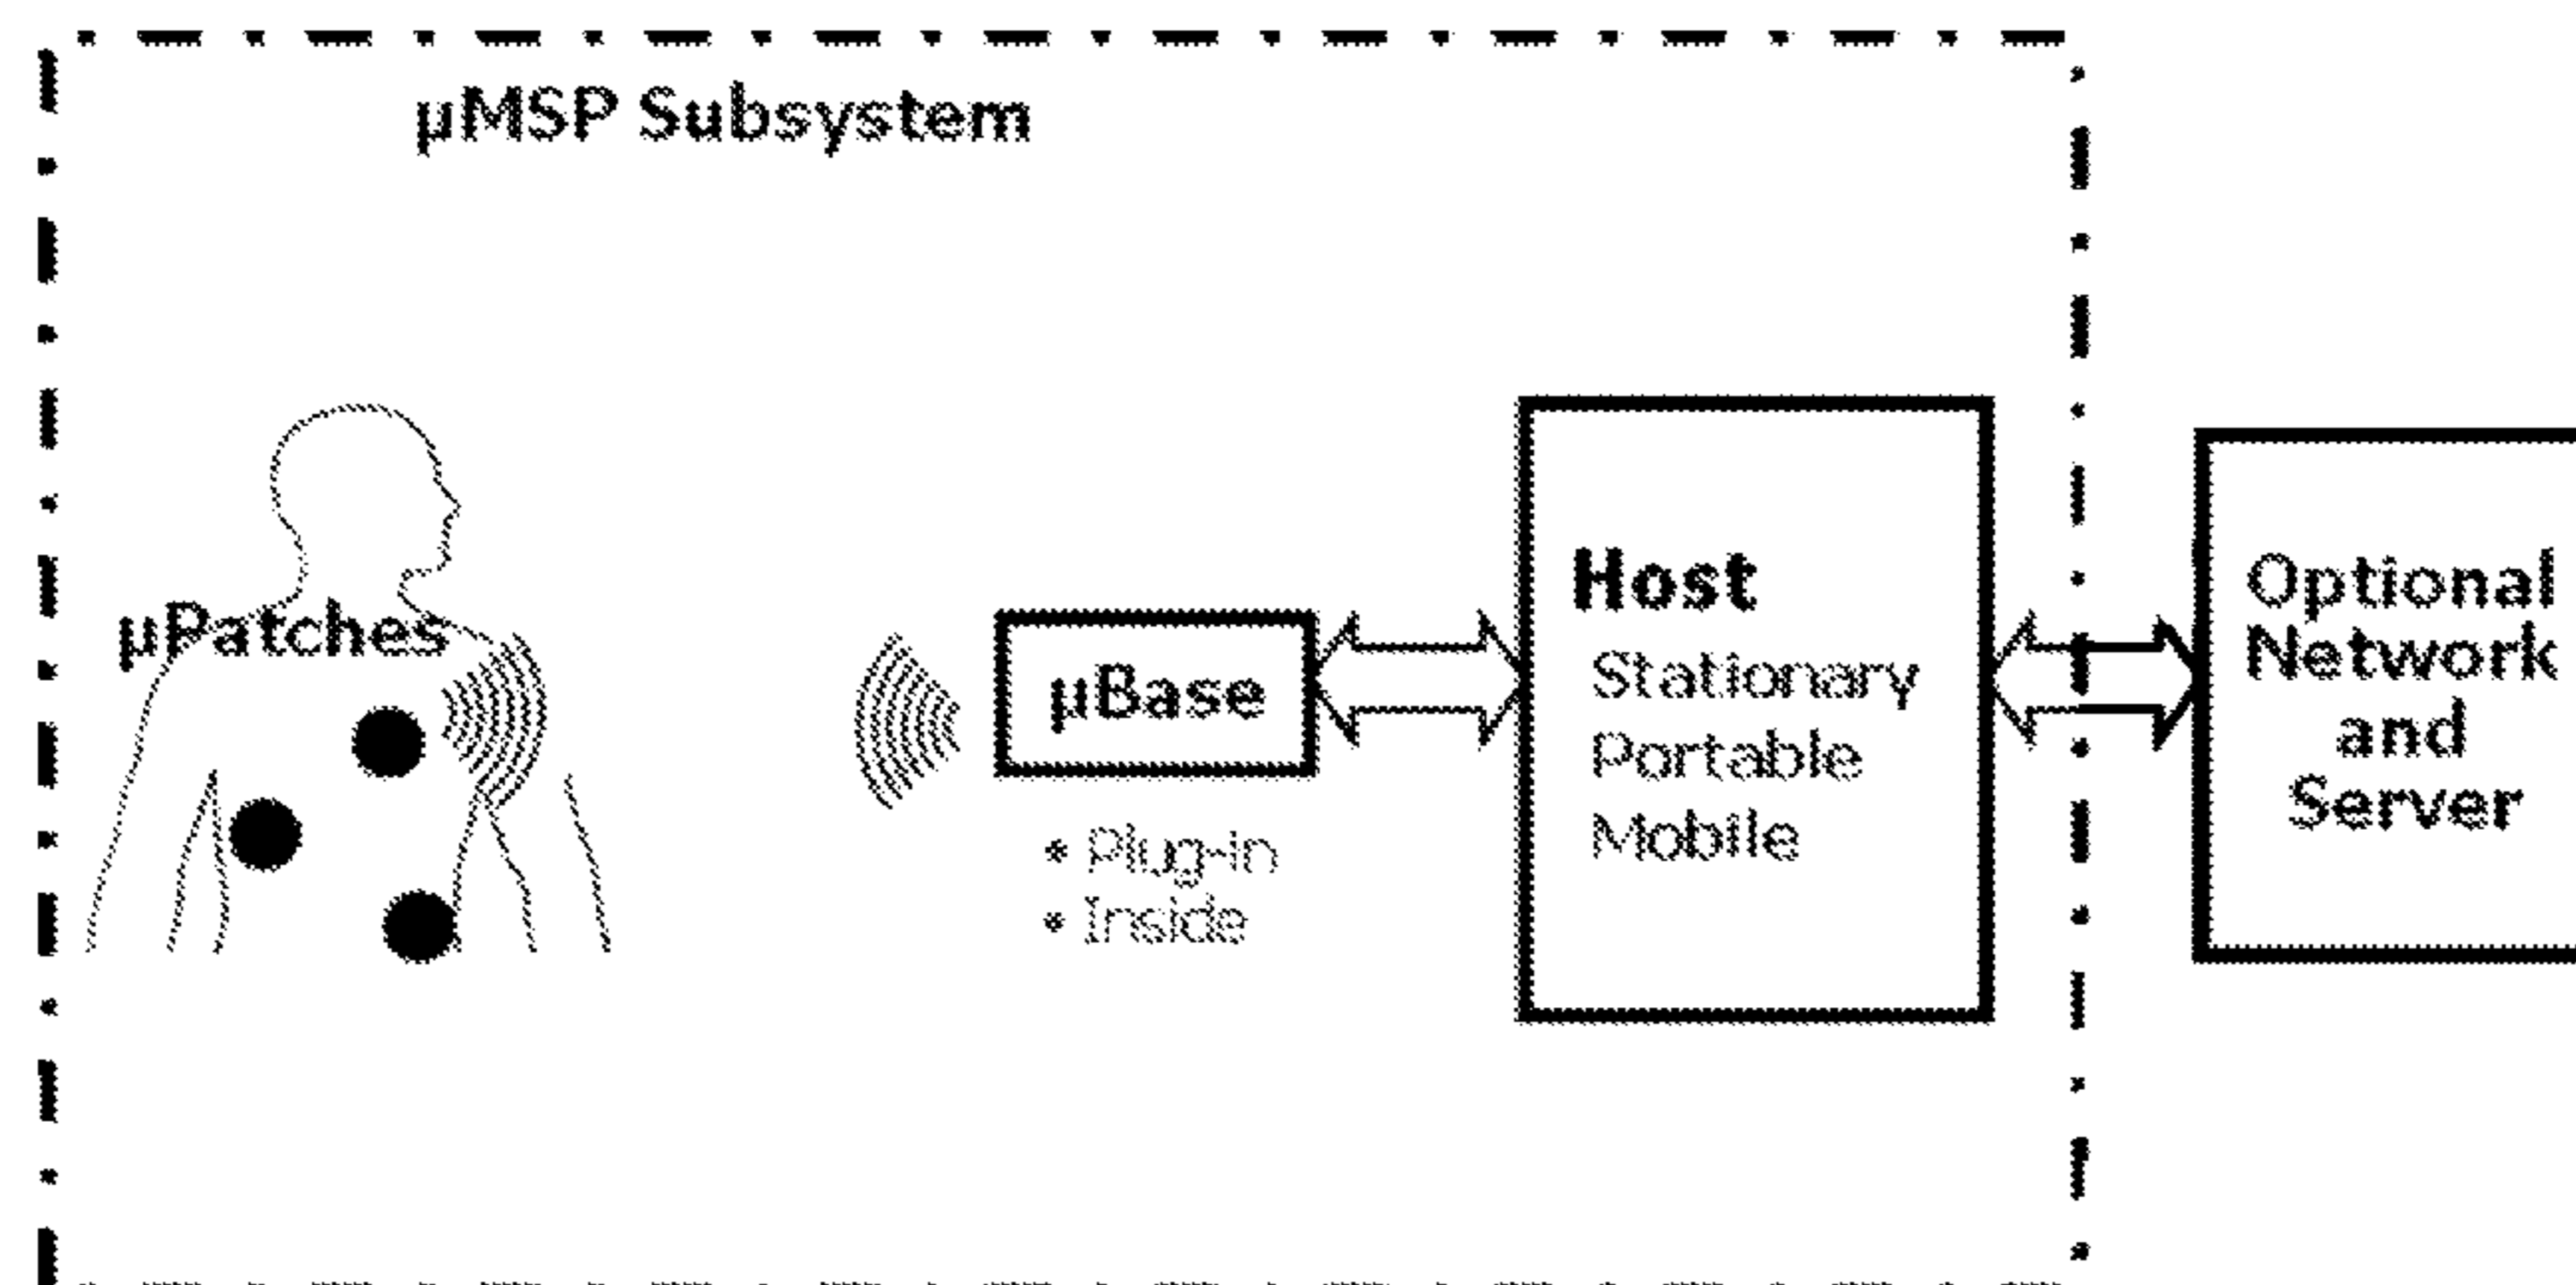 µMSP Subsystem
µPatches
µBase
• Plug-in
• Inside
Host
Stationary
Portable
Mobile
Optional
Network
and
Server